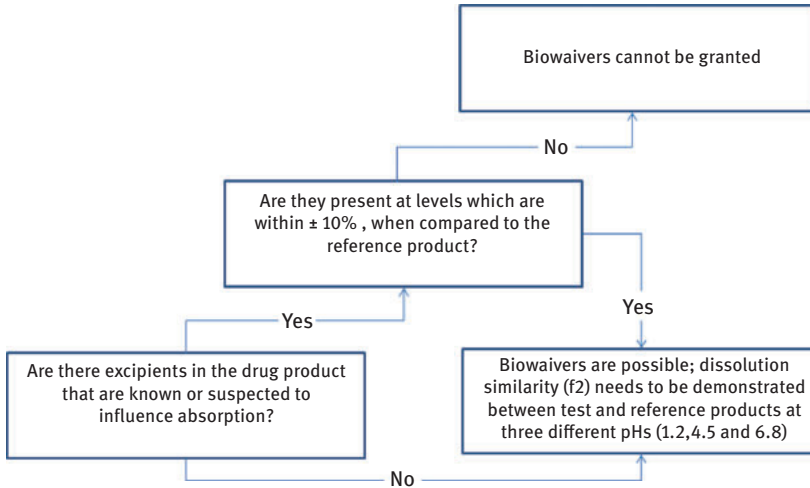 Biowaivers cannot be granted
No
Are they present at levels which are
within ± 10% , when compared to the
reference product?
Yes
Yes
Are there excipients in the drug product
that are known or suspected to
influence absorption?
Biowaivers are possible; dissolution
similarity (f2) needs to be demonstrated
between test and reference products at
three different pHs (1.2,4.5 and 6.8)
No